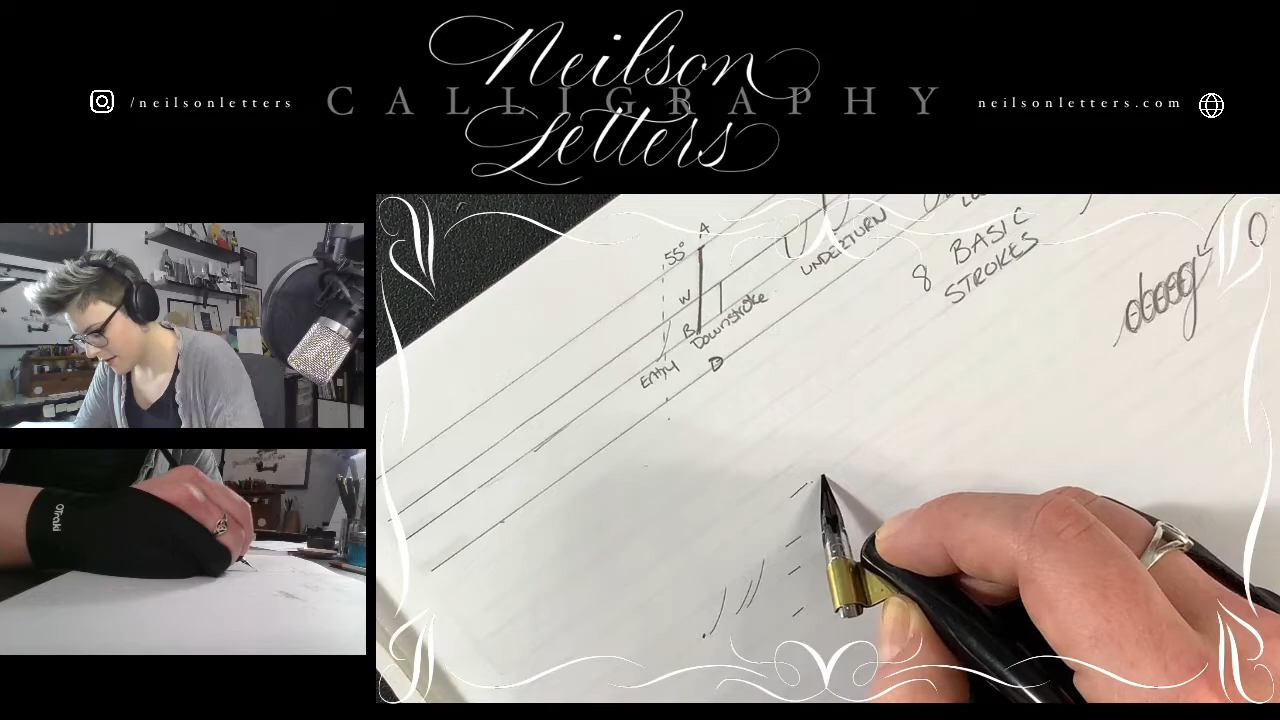 Neilson
CALLIGRAPHY
Letters
/neilsonletters
neilsonletters.com
55°
A
W
B
D
Entry
Downstroke
UNDERTURN
8 BASIC
STROKES